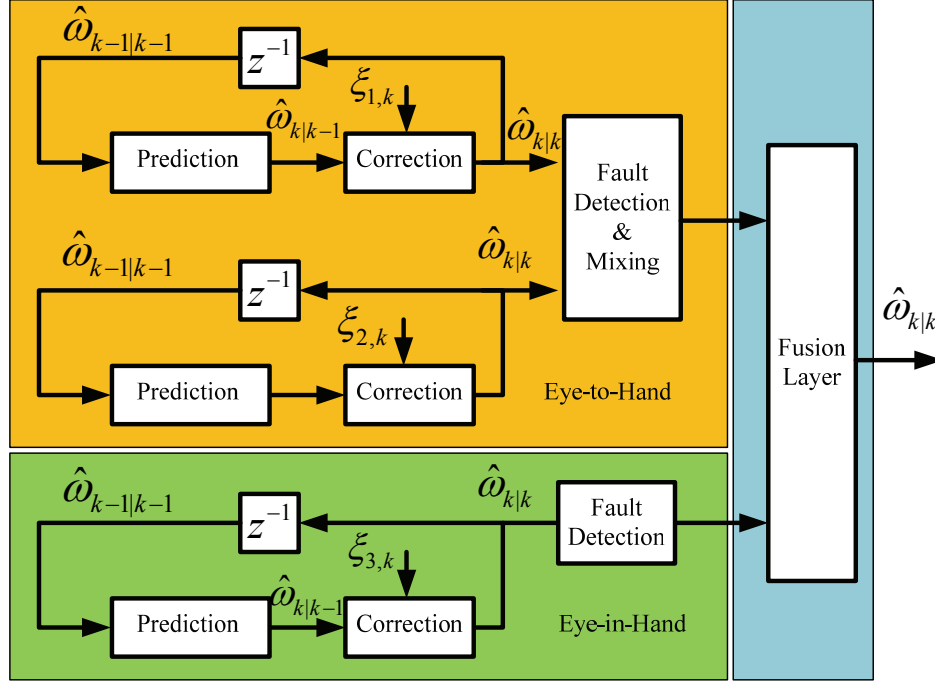 ω̂ₖ₋₁|ₖ₋₁
z⁻¹
ξ₁,ₖ
Prediction
ω̂ₖ|ₖ₋₁
Correction
ω̂ₖ|ₖ
Fault
Detection
&
Mixing
ω̂ₖ₋₁|ₖ₋₁
z⁻¹
ω̂ₖ|ₖ
ξ₂,ₖ
Prediction
Correction
Eye-to-Hand
ω̂ₖ₋₁|ₖ₋₁
z⁻¹
ω̂ₖ|ₖ
Fault
Detection
ξ₃,ₖ
Prediction
ω̂ₖ|ₖ₋₁
Correction
Eye-in-Hand
Fusion
Layer
ω̂ₖ|ₖ